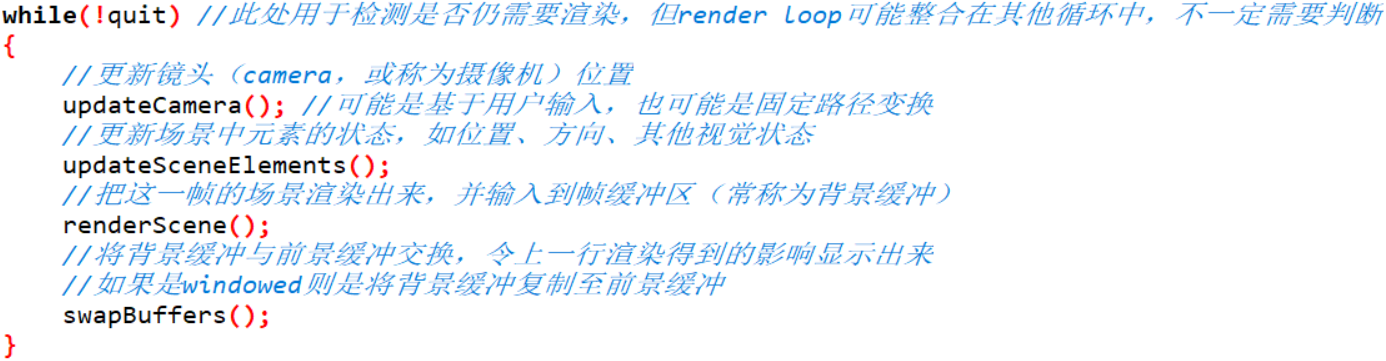 while(!quit) //此处用于检测是否仍需要渲染，但render loop可能整合在其他循环中，不一定需要判断
{
    //更新镜头（camera，或称为摄像机）位置
    updateCamera(); //可能是基于用户输入，也可能是固定路径变换
    //更新场景中元素的状态，如位置、方向、其他视觉状态
    updateSceneElements();
    //把这一帧的场景渲染出来，并输入到帧缓冲区（常称为背景缓冲）
    renderScene();
    //将背景缓冲与前景缓冲交换，令上一行渲染得到的影响显示出来
    //如果是windowed则是将背景缓冲复制至前景缓冲
    swapBuffers();
}